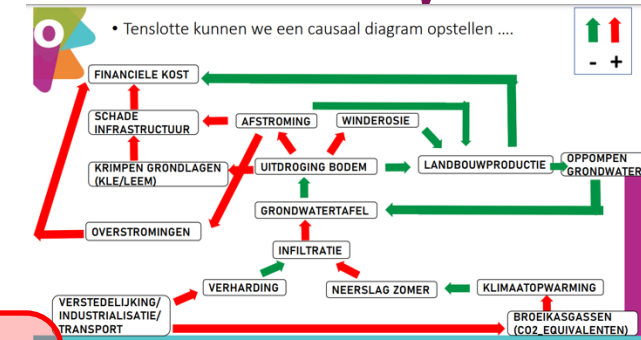 • Tenslotte kunnen we een causaal diagram opstellen ....
- +
FINANCIELE KOST
SCHADE
INFRASTRUCTUUR
AFSTROMING
WINDEROSIE
KRIMPEN GRONDLAGEN
(KLE/LEEM)
UITDROGING BODEM
LANDBOUWPRODUCTIE
OPPOMPEN
GRONDWATER
GRONDWATERTAFEL
OVERSTROMINGEN
INFILTRATIE
VERHARDING
NEERSLAG ZOMER
KLIMAATOPWARMING
VERSTEDELIJKING/
INDUSTRIALISATIE/
TRANSPORT
BROEIKASGASSEN
(CO2_EQUIVALENTEN)